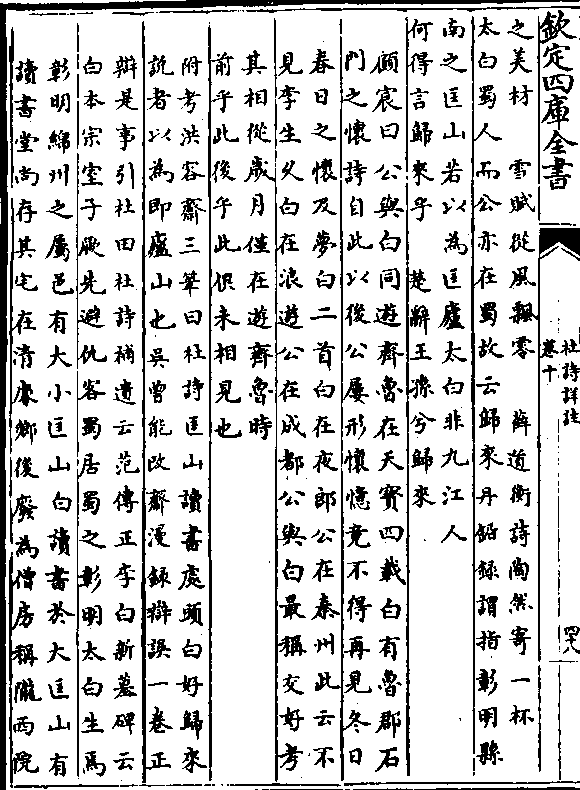 欽定四庫全書
杜詩詳註
卷十
四十八
之美材　雪賦從風飄零　薛道衡詩陶然寄一杯
太白蜀人而公亦在蜀故云歸來丹鉛錄謂指彰明縣
南之匡山若以為匡廬太白非九江人
何得言歸來乎　楚辭王孫兮歸來
顧宸曰公與白同遊齊魯在天寶四載白有魯郡石
門之懷詩自此以後公屢形懷憶竟不得再見冬日
春日之懷及夢白二首白在夜郎公在秦州此云不
見李生久白在浪遊公在成都公與白最稱交好考
其相從歲月僅在遊齊魯時
前乎此後乎此俱未相見也
附考洪容齋三筆曰杜詩匡山讀書處頭白好歸來
說者以為即廬山也吳曾能改齋漫錄辯誤一卷正
辯是事引杜田杜詩補遺云范傳正李白新墓碑云
白本宗室子厥先避仇客蜀居蜀之彰明太白生焉
彰明綿州之屬邑有大小匡山白讀書於大匡山有
讀書堂尚存其宅在清廉鄉後廢為僧房稱隴西院